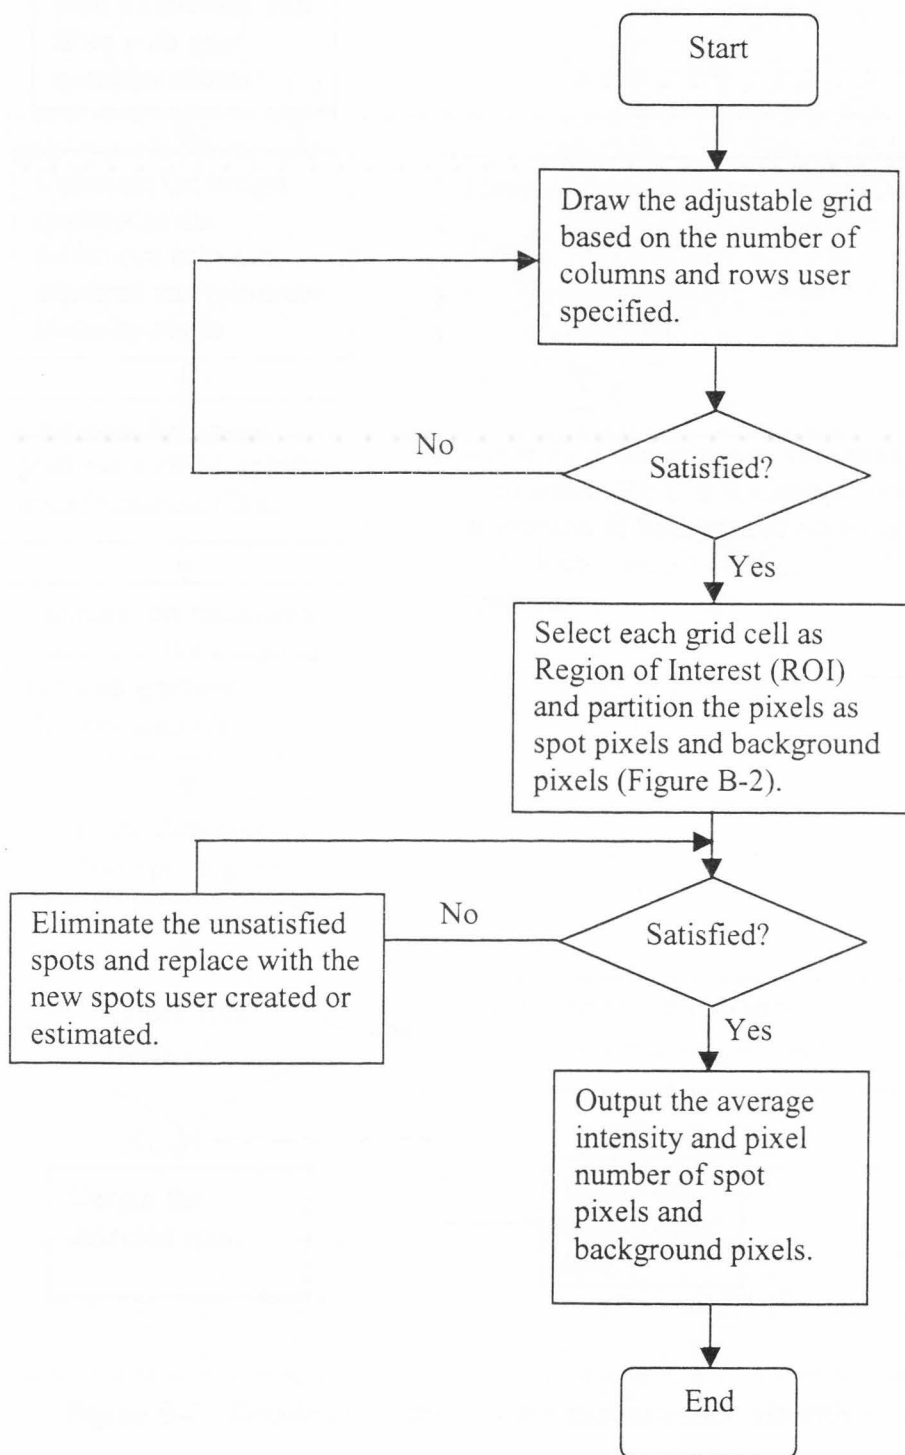 Start
Draw the adjustable grid
based on the number of
columns and rows user
specified.
No
Satisfied?
Yes
Select each grid cell as
Region of Interest (ROI)
and partition the pixels as
spot pixels and background
pixels (Figure B-2).
Eliminate the unsatisfied
spots and replace with the
new spots user created or
estimated.
No
Satisfied?
Yes
Output the average
intensity and pixel
number of spot
pixels and
background pixels.
End